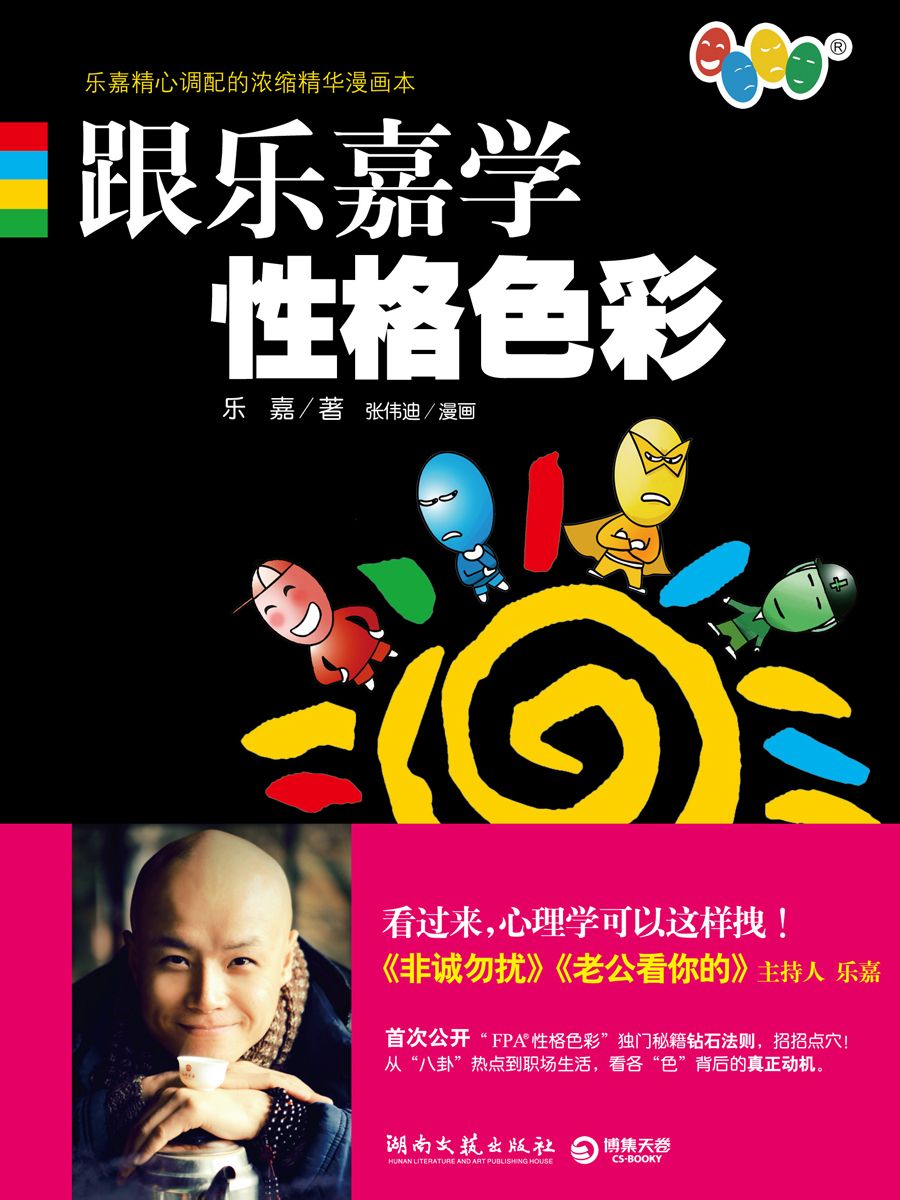 ®
乐嘉精心调配的浓缩精华漫画本
跟乐嘉学
性格色彩
乐 嘉／著 张伟迪／漫画
看过来，心理学可以这样拽！
《非诚勿扰》《老公看你的》主持人 乐嘉
首次公开“FPA®性格色彩”独门秘籍钻石法则，招招点穴！
从“八卦”热点到职场生活，看各“色”背后的真正动机。
湖南文艺出版社 博集天卷
HUNAN LITERATURE AND ART PUBLISHING HOUSE CS-BOOKY